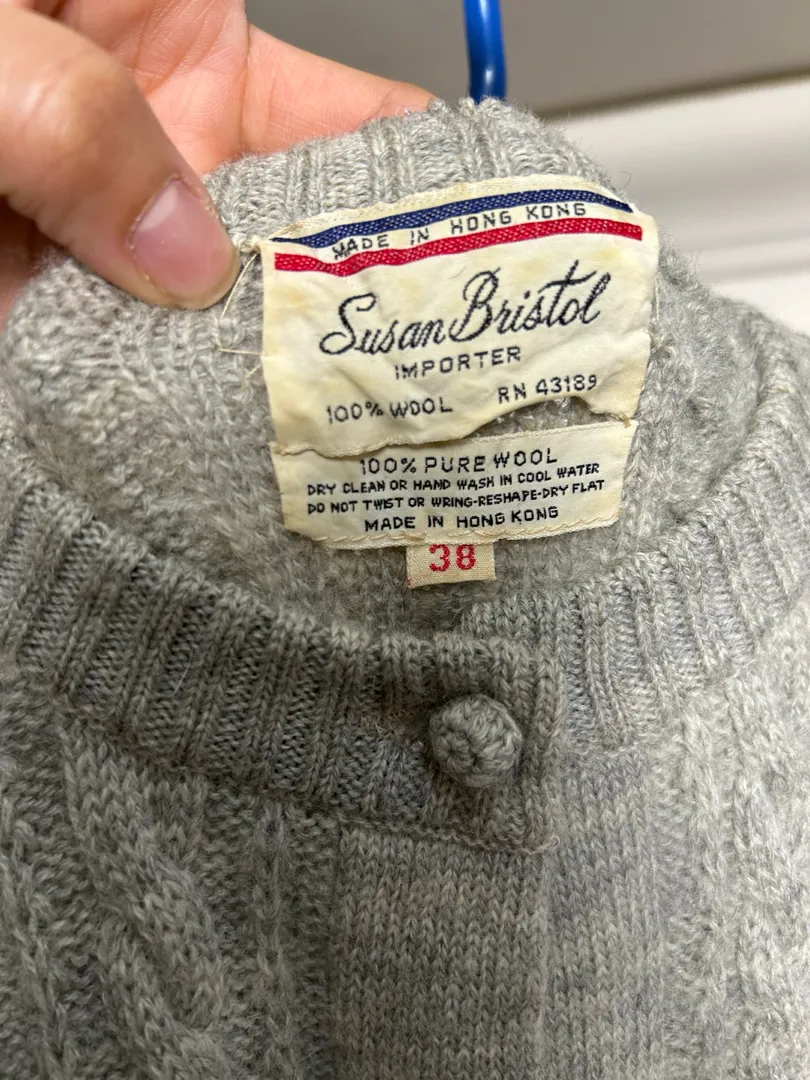 MADE IN HONG KONG
Susan Bristol
IMPORTER
100% WOOL RN 43189
100% PURE WOOL
DRY CLEAN OR HAND WASH IN COOL WATER
DO NOT TWIST OR WRING-RESHAPE-DRY FLAT
MADE IN HONG KONG
38